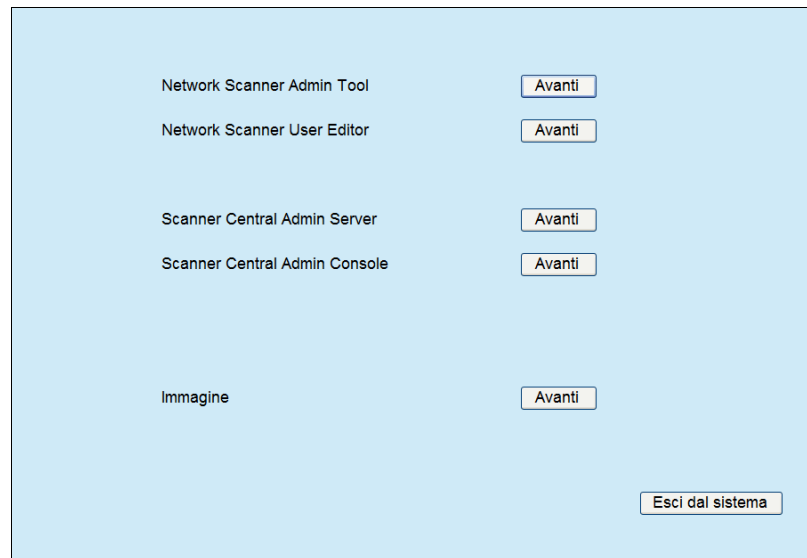 Network Scanner Admin Tool Avanti
Network Scanner User Editor Avanti
Scanner Central Admin Server Avanti
Scanner Central Admin Console Avanti
Immagine Avanti
Esci dal sistema